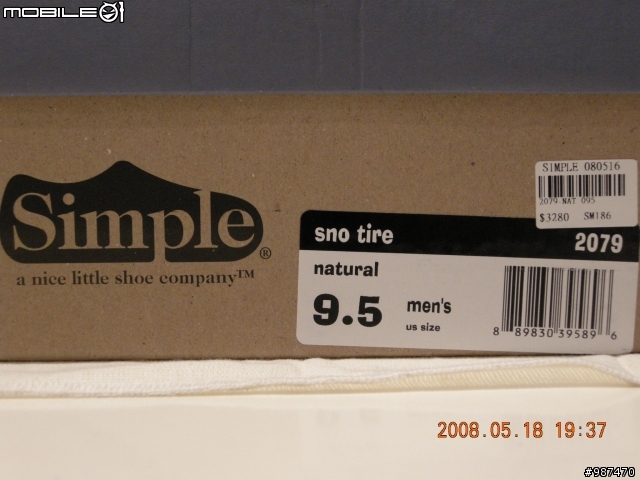 MOBILE01
Simple®
a nice little shoe company™
SIMPLE 080516
2079 NAT 095
$3280 SM186
sno tire 2079
natural
9.5 men's
us size
8 89830 39589 6
2008.05.18 19:37
#987470